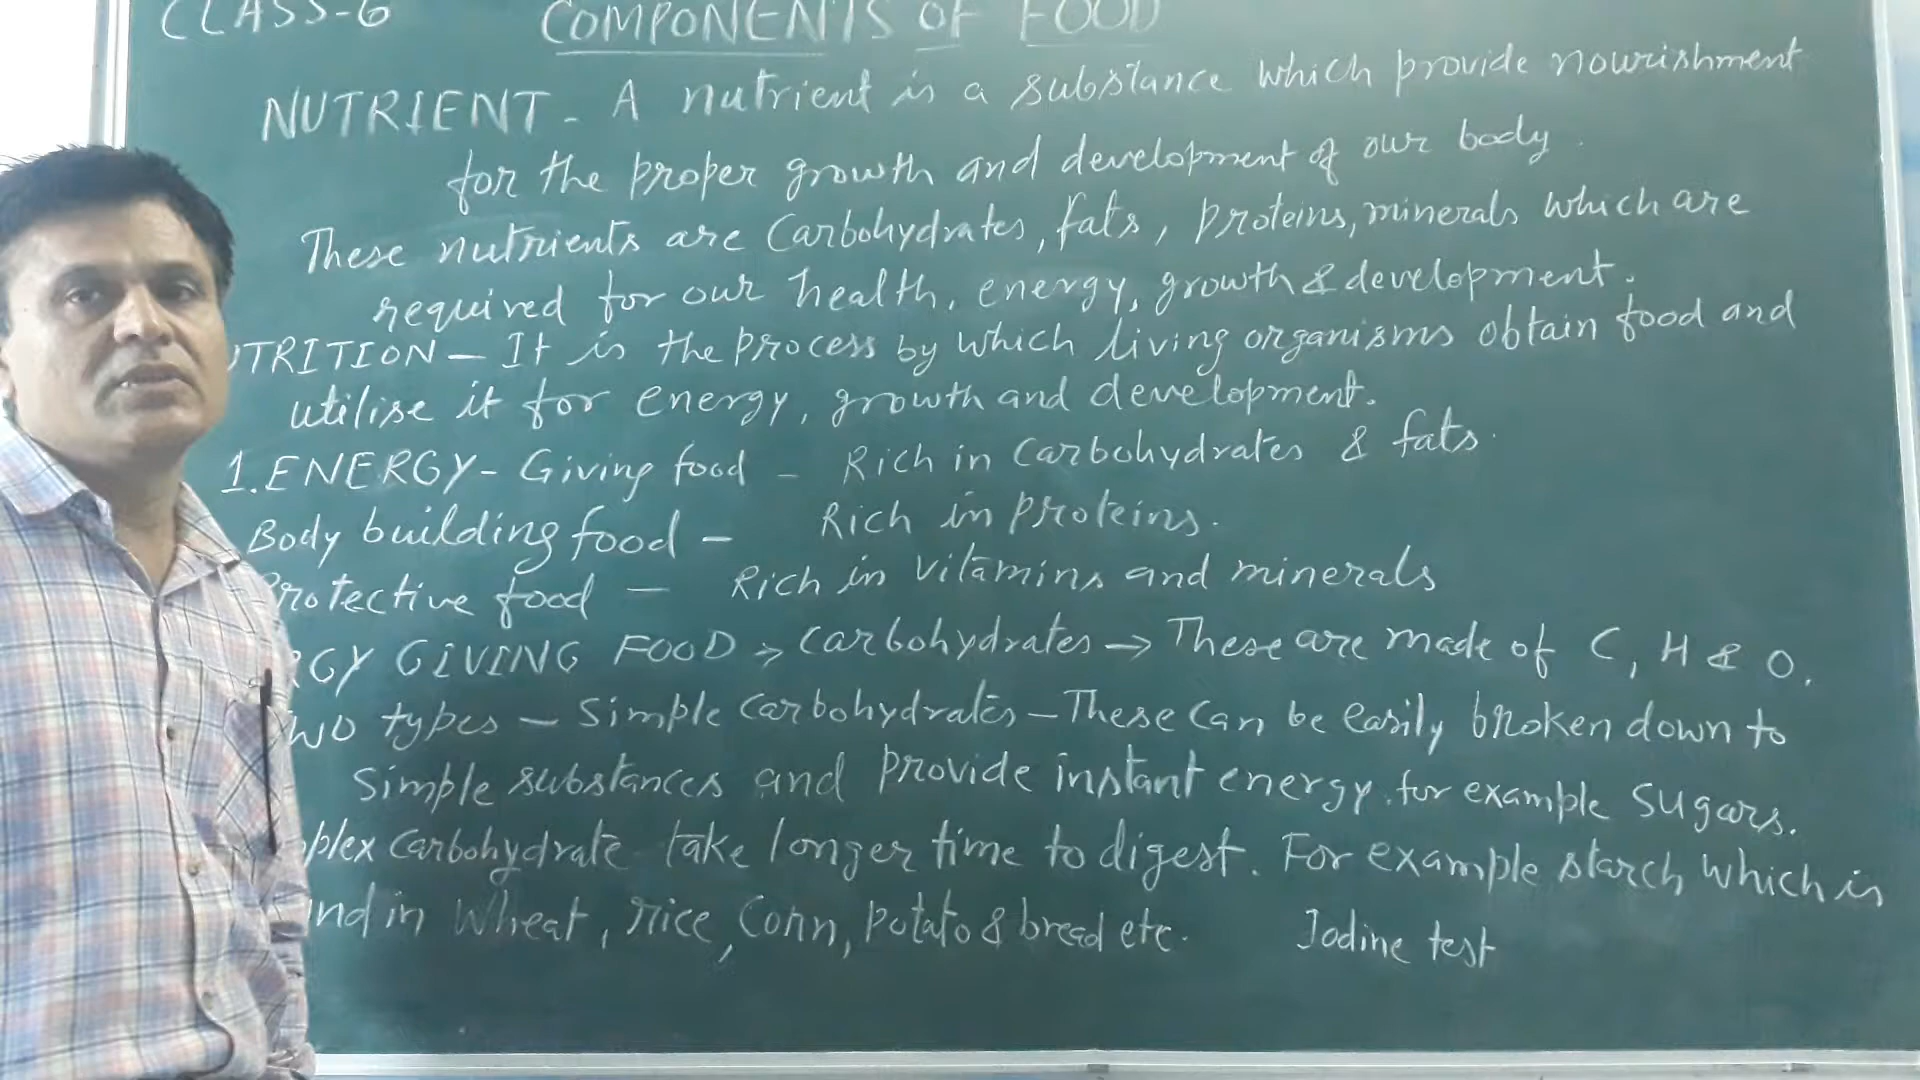 CLASS-6 COMPONENTS OF FOOD
NUTRIENT - A nutrient is a substance which provide nourishment
for the proper growth and development of our body.
These nutrients are Carbohydrates, fats, proteins, minerals which are
required for our health, energy, growth & development.
UTRITION - It is the process by which living organisms obtain food and
utilise it for energy, growth and development.
1. ENERGY - Giving food - Rich in Carbohydrates & fats.
Body building food - Rich in proteins.
Protective food - Rich in vitamins and minerals
RGY GIVING FOOD → Carbohydrates → These are made of C, H & O.
wo types - Simple Carbohydrates - These can be easily broken down to
Simple substances and provide instant energy. for example sugars.
plex Carbohydrate take longer time to digest. For example starch which is
und in Wheat, rice, Corn, potato & bread etc. Iodine test